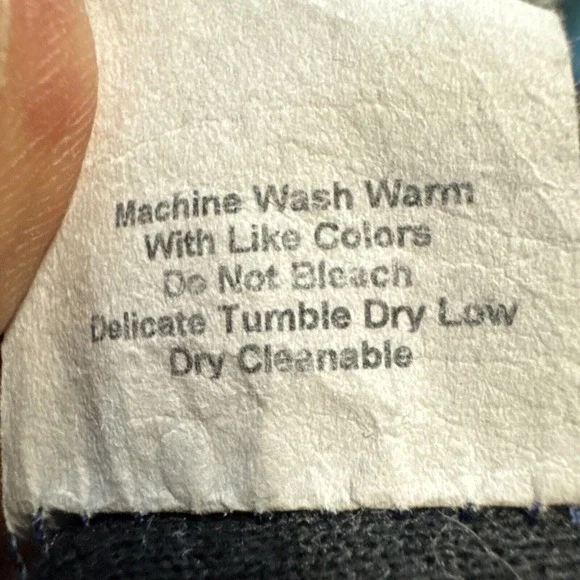 Machine Wash Warm
With Like Colors
Do Not Bleach
Delicate Tumble Dry Low
Dry Cleanable